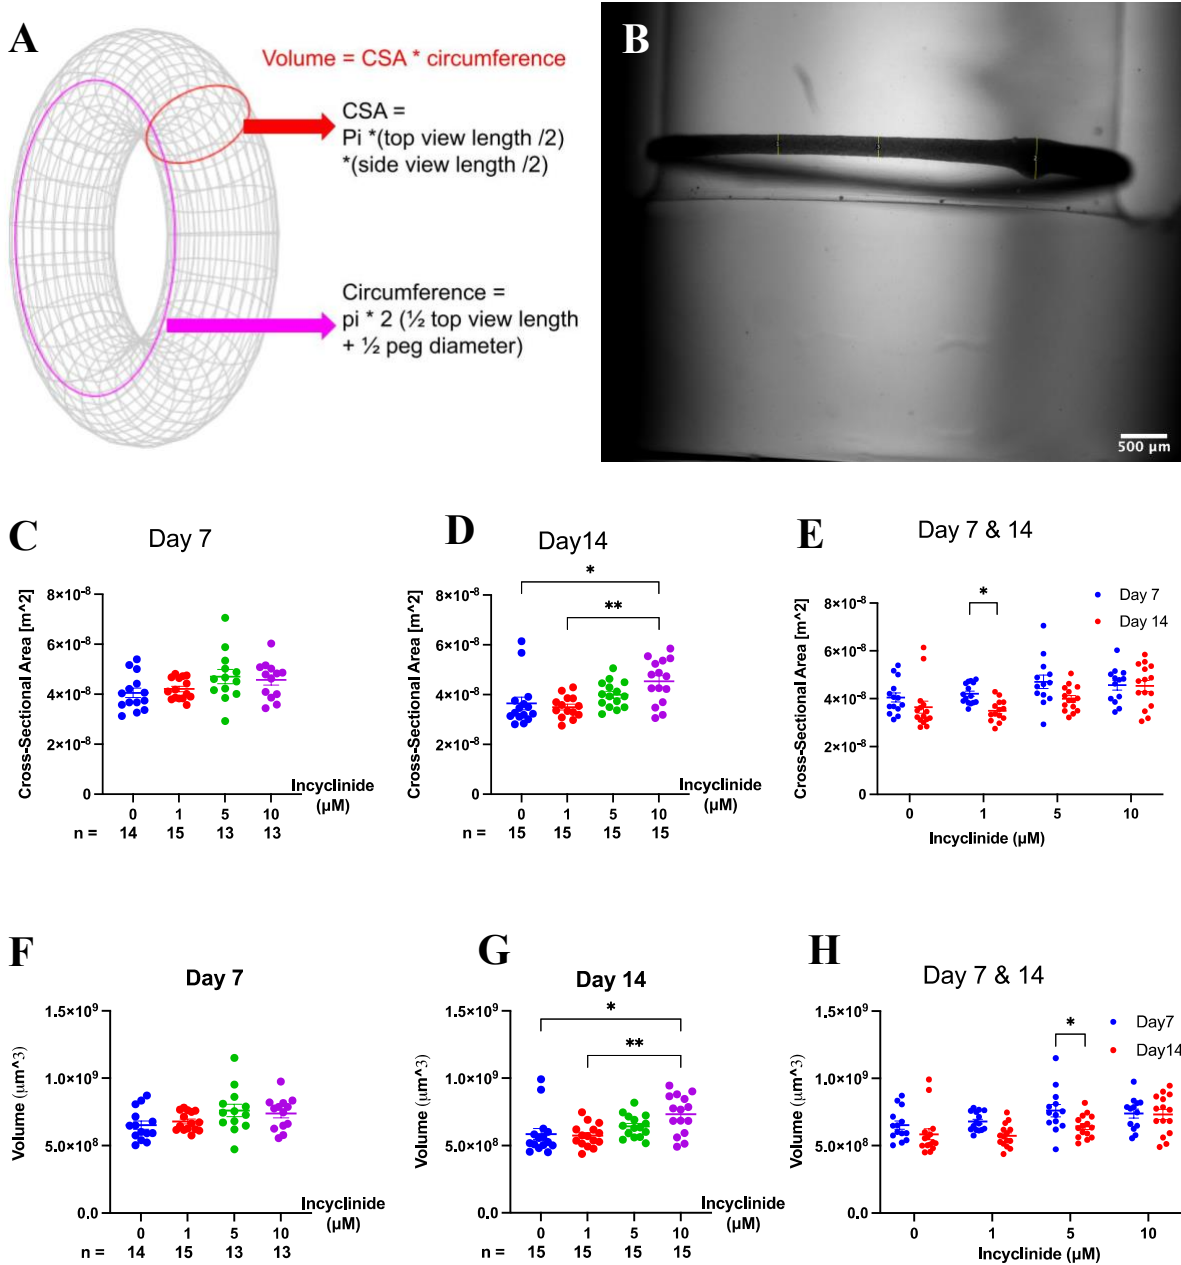 A
Volume = CSA * circumference
CSA =
Pi *(top view length /2)
*(side view length /2)
Circumference =
pi * 2 (½ top view length
+ ½ peg diameter)
B
500 µm
C
Day 7
Cross-Sectional Area [m^2]
8×10⁻⁸
6×10⁻⁸
4×10⁻⁸
2×10⁻⁸
0
0 1 5 10
Incyclinide
(µM)
n = 14 15 13 13
D
Day14
* 
**
Cross-Sectional Area [m^2]
8×10⁻⁸
6×10⁻⁸
4×10⁻⁸
2×10⁻⁸
0
0 1 5 10
Incyclinide
(µM)
n = 15 15 15 15
E
Day 7 & 14
*
Day 7
Day 14
Cross-Sectional Area [m^2]
8×10⁻⁸
6×10⁻⁸
4×10⁻⁸
2×10⁻⁸
0
0 1 5 10
Incyclinide (µM)
F
Day 7
Volume (µm^3)
1.5×10⁹
1.0×10⁹
5.0×10⁸
0.0
0 1 5 10
Incyclinide
(µM)
n = 14 15 13 13
G
Day 14
*
**
Volume (µm^3)
1.5×10⁹
1.0×10⁹
5.0×10⁸
0.0
0 1 5 10
Incyclinide
(µM)
n = 15 15 15 15
H
Day 7 & 14
*
Day7
Day14
Volume (µm^3)
1.5×10⁹
1.0×10⁹
5.0×10⁸
0.0
0 1 5 10
Incyclinide (µM)